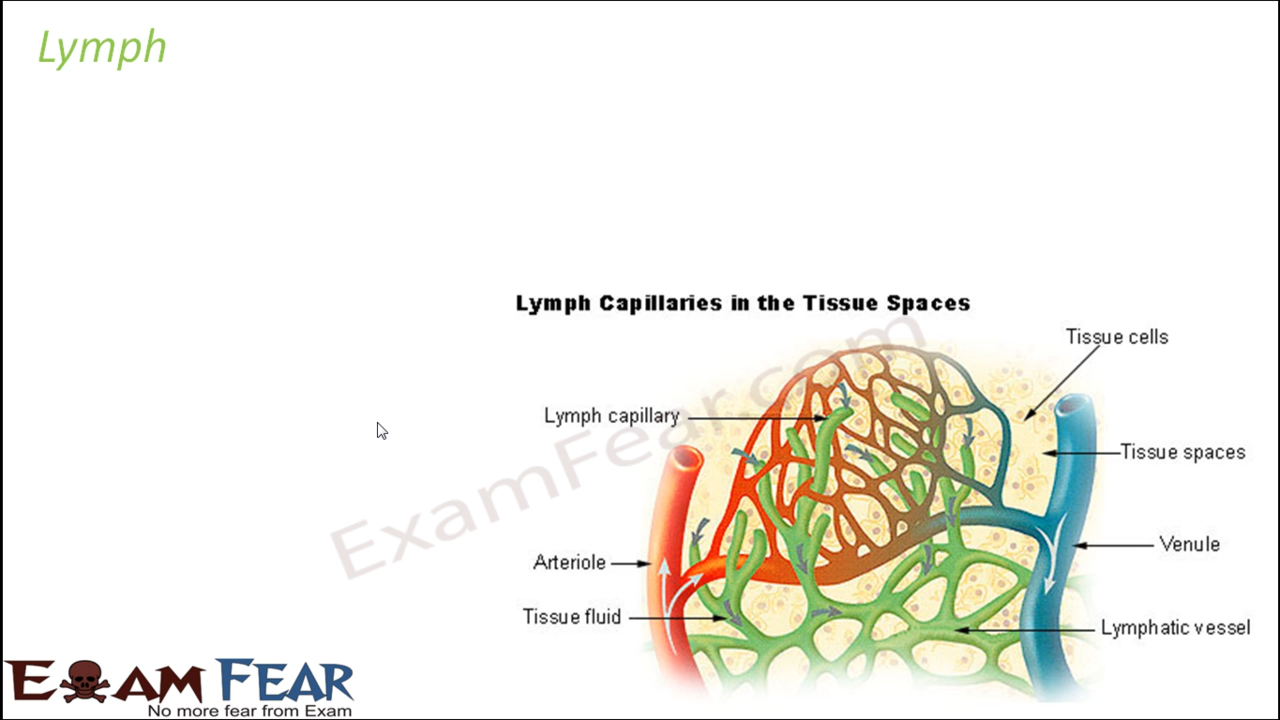 Lymph
Lymph Capillaries in the Tissue Spaces
Tissue cells
Lymph capillary
Tissue spaces
Arteriole
Venule
Tissue fluid
Lymphatic vessel
ExamFear.com
EXAM FEAR
No more fear from Exam